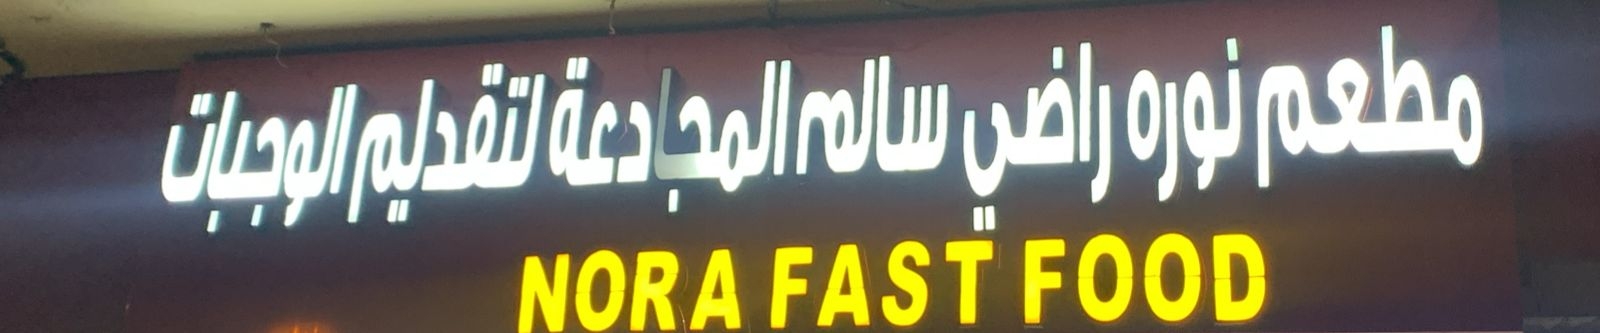 مطعم نوره راضي سالم المجادعة لتقديم الوجبات
NORA FAST FOOD